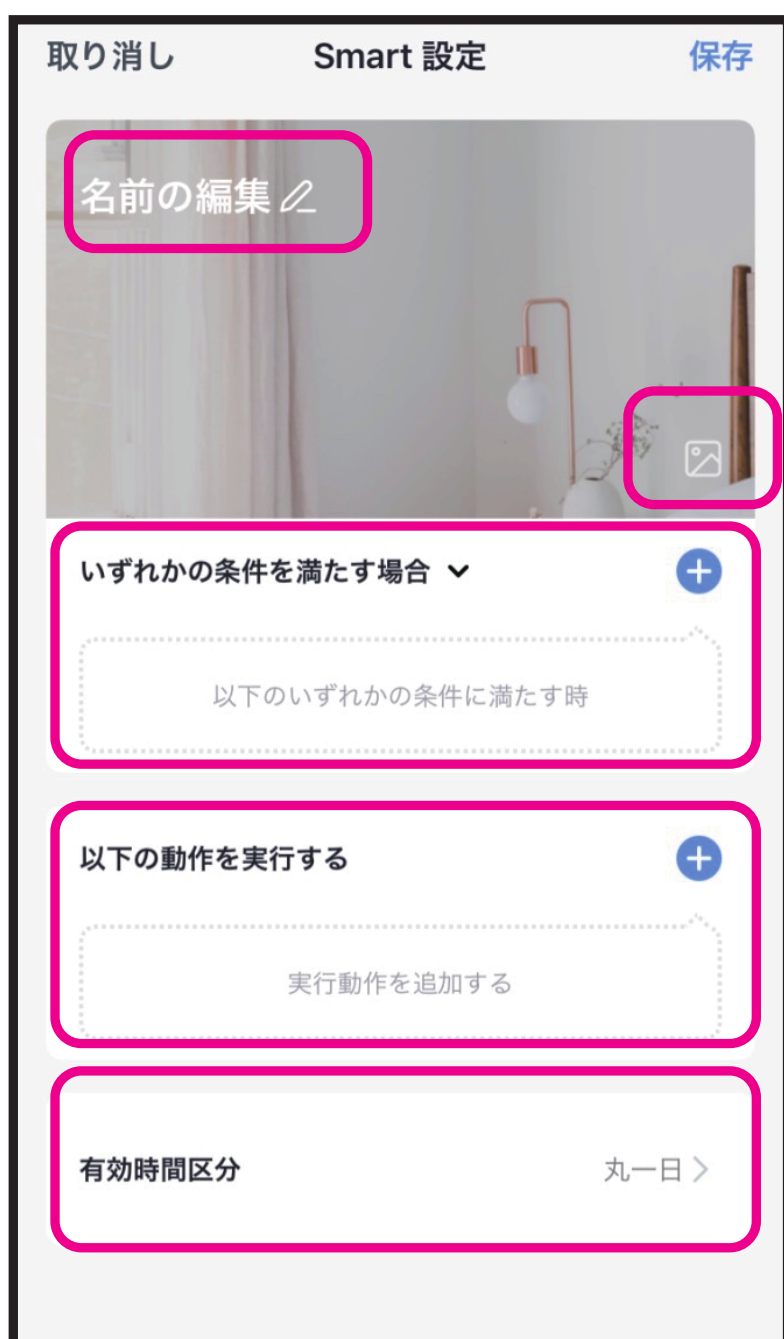 取り消し Smart 設定 保存
名前の編集
いずれかの条件を満たす場合
以下のいずれかの条件に満たす時
以下の動作を実行する
実行動作を追加する
有効時間区分 丸一日